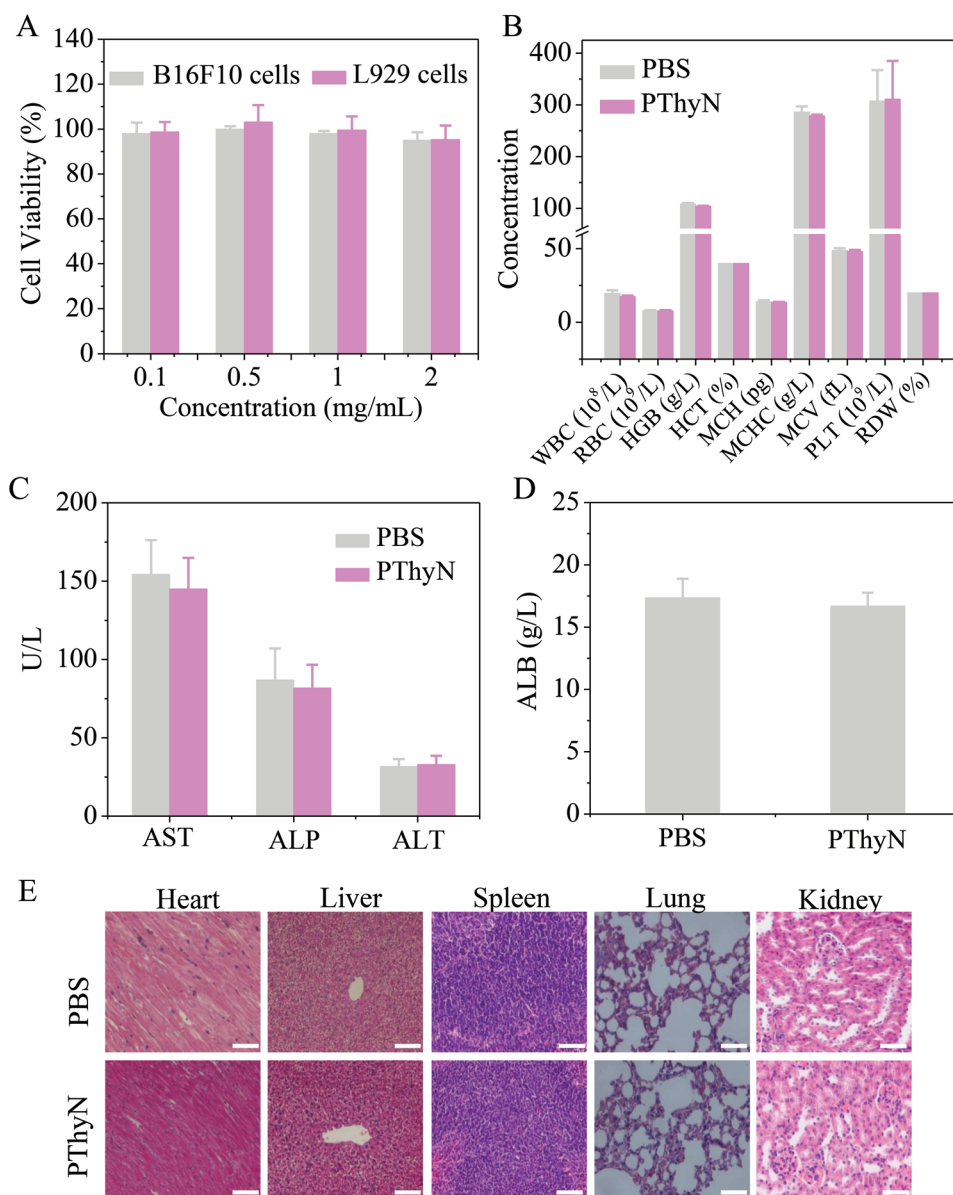 A
140
120
100
80
60
40
20
0
Cell Viability (%)
B16F10 cells
L929 cells
0.1 0.5 1 2
Concentration (mg/mL)
B
400
300
200
100
50
0
Concentration
PBS
PThyN
WBC (10⁸/L)
RBC (10⁹/L)
HGB (g/L)
HCT (%)
MCH (pg)
MCHC (g/L)
MCV (fL)
PLT (10⁹/L)
RDW (%)
C
200
150
100
50
0
U/L
PBS
PThyN
AST ALP ALT
D
25
20
15
10
5
0
ALB (g/L)
PBS PThyN
E
Heart Liver Spleen Lung Kidney
PBS
PThyN